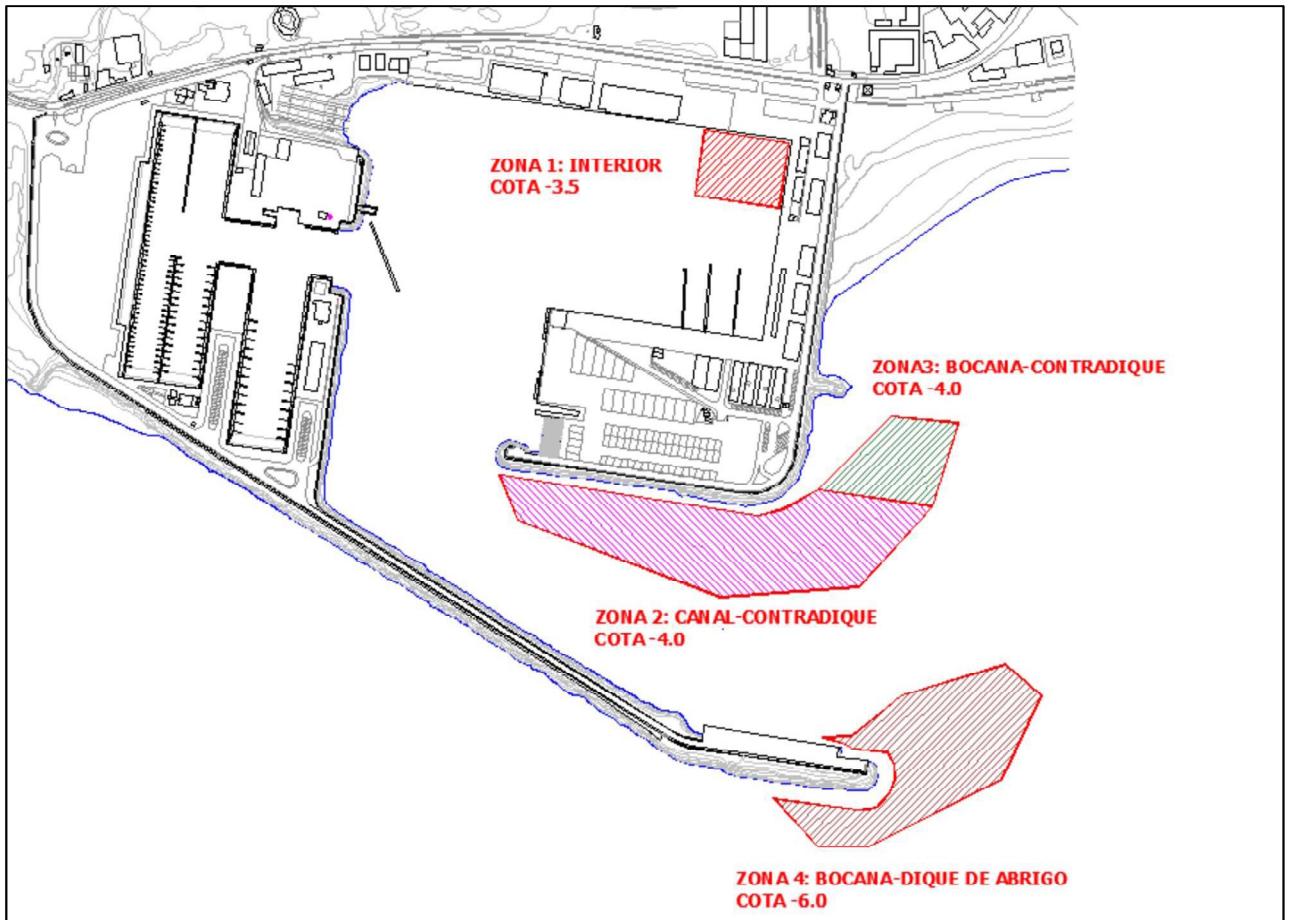 ZONA 1: INTERIOR
COTA -3.5
ZONA3: BOCANA-CONTRADIQUE
COTA -4.0
ZONA 2: CANAL-CONTRADIQUE
COTA -4.0
ZONA 4: BOCANA-DIQUE DE ABRIGO
COTA -6.0